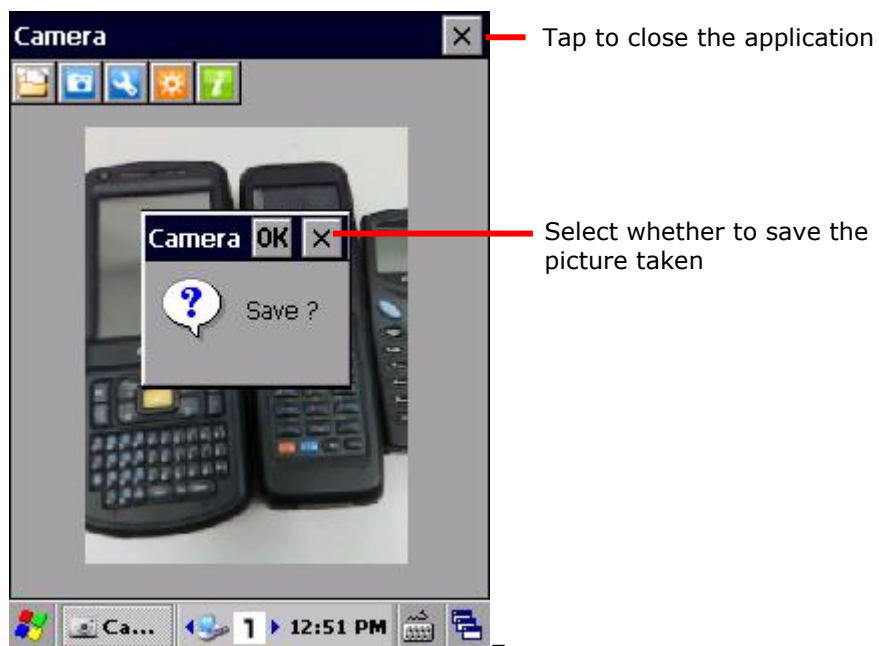 Camera
Tap to close the application
Camera OK
Select whether to save the
picture taken
Save ?
Ca... 1 12:51 PM